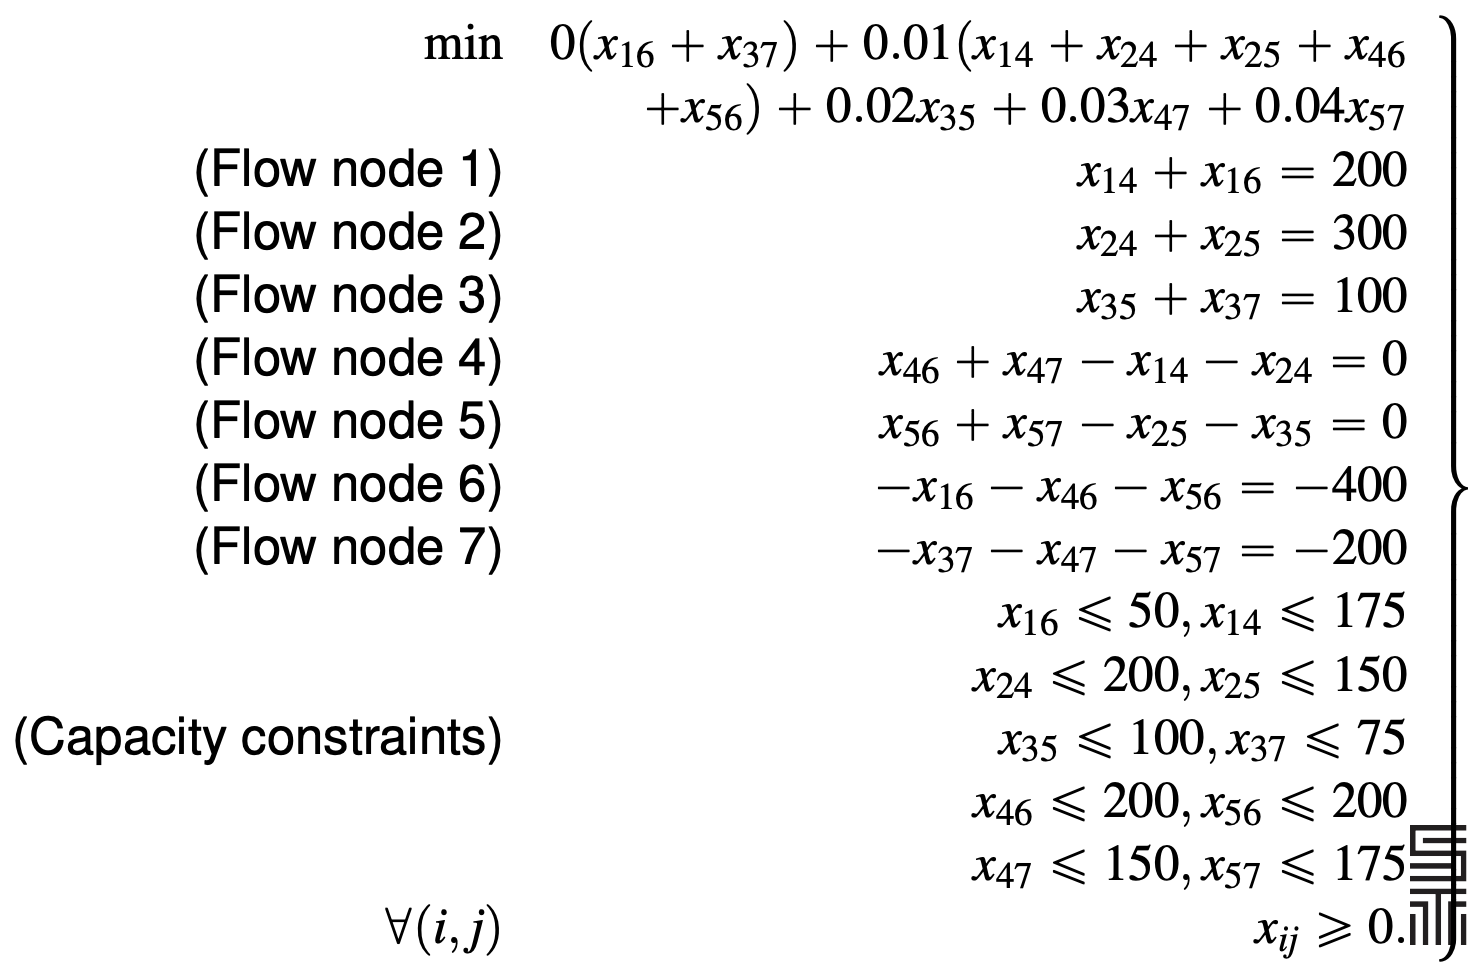 min 0(x₁₆ + x₃₇) + 0.01(x₁₄ + x₂₄ + x₂₅ + x₄₆
+x₅₆) + 0.02x₃₅ + 0.03x₄₇ + 0.04x₅₇
(Flow node 1) x₁₄ + x₁₆ = 200
(Flow node 2) x₂₄ + x₂₅ = 300
(Flow node 3) x₃₅ + x₃₇ = 100
(Flow node 4) x₄₆ + x₄₇ − x₁₄ − x₂₄ = 0
(Flow node 5) x₅₆ + x₅₇ − x₂₅ − x₃₅ = 0
(Flow node 6) −x₁₆ − x₄₆ − x₅₆ = −400
(Flow node 7) −x₃₇ − x₄₇ − x₅₇ = −200
x₁₆ ⩽ 50, x₁₄ ⩽ 175
x₂₄ ⩽ 200, x₂₅ ⩽ 150
(Capacity constraints) x₃₅ ⩽ 100, x₃₇ ⩽ 75
x₄₆ ⩽ 200, x₅₆ ⩽ 200
x₄₇ ⩽ 150, x₅₇ ⩽ 175
∀(i,j) xᵢⱼ ⩾ 0.